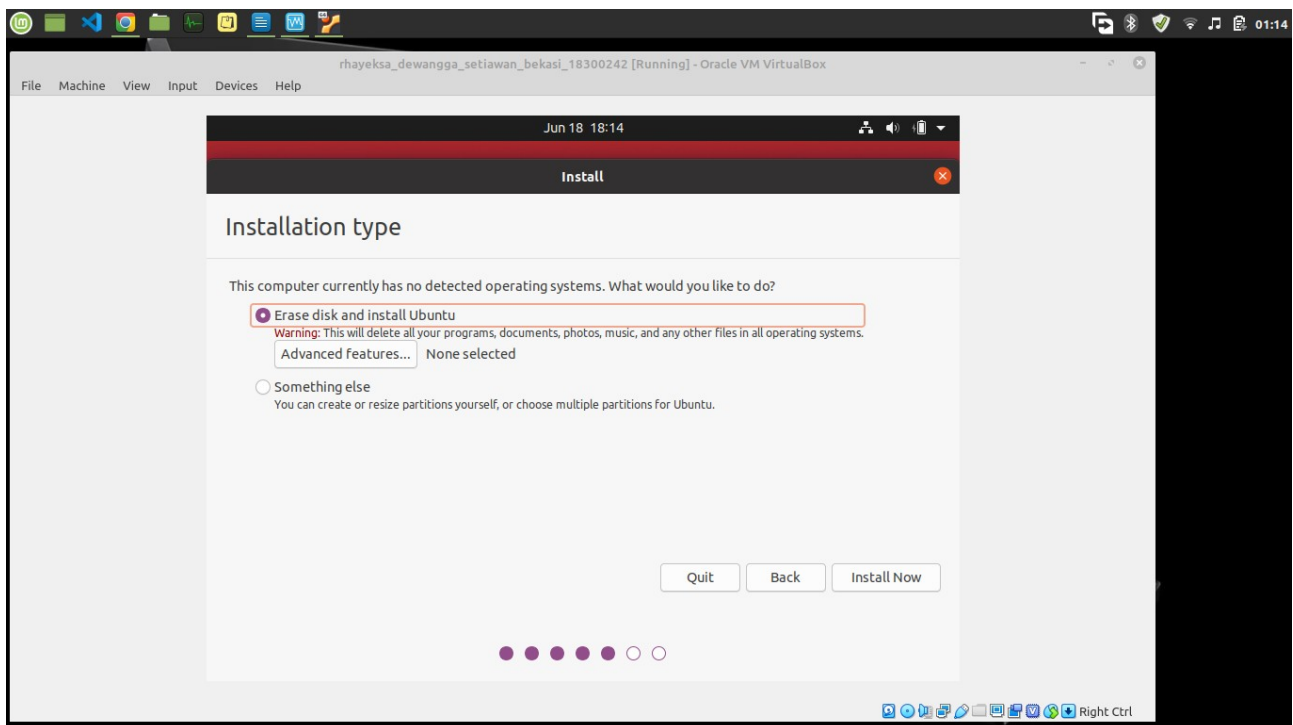 01:14
rhayeksa_dewangga_setiawan_bekasi_18300242 [Running] - Oracle VM VirtualBox
File Machine View Input Devices Help
Jun 18 18:14
Install
Installation type
This computer currently has no detected operating systems. What would you like to do?
Erase disk and install Ubuntu
Warning: This will delete all your programs, documents, photos, music, and any other files in all operating systems.
Advanced features... None selected
Something else
You can create or resize partitions yourself, or choose multiple partitions for Ubuntu.
Quit Back Install Now
Right Ctrl